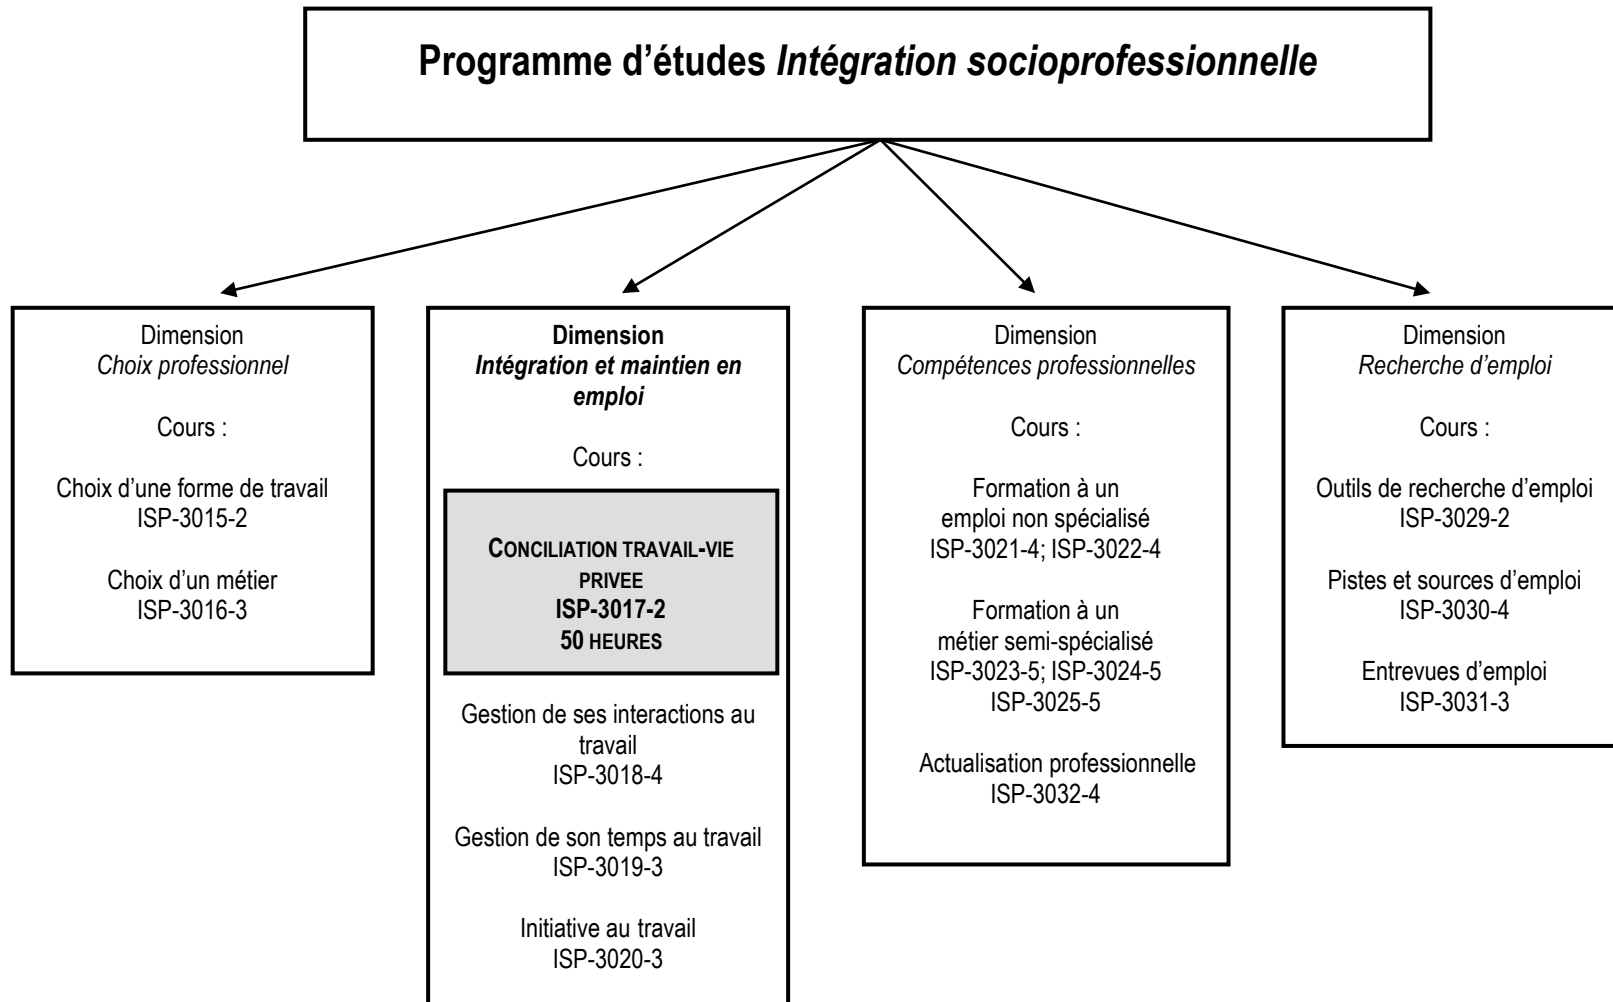 Programme d'études Intégration socioprofessionnelle
Dimension
Choix professionnel
Cours :
Choix d'une forme de travail
ISP-3015-2
Choix d'un métier
ISP-3016-3
Dimension
Intégration et maintien en
emploi
Cours :
CONCILIATION TRAVAIL-VIE
PRIVEE
ISP-3017-2
50 HEURES
Gestion de ses interactions au
travail
ISP-3018-4
Gestion de son temps au travail
ISP-3019-3
Initiative au travail
ISP-3020-3
Dimension
Compétences professionnelles
Cours :
Formation à un
emploi non spécialisé
ISP-3021-4; ISP-3022-4
Formation à un
métier semi-spécialisé
ISP-3023-5; ISP-3024-5
ISP-3025-5
Actualisation professionnelle
ISP-3032-4
Dimension
Recherche d'emploi
Cours :
Outils de recherche d'emploi
ISP-3029-2
Pistes et sources d'emploi
ISP-3030-4
Entrevues d'emploi
ISP-3031-3